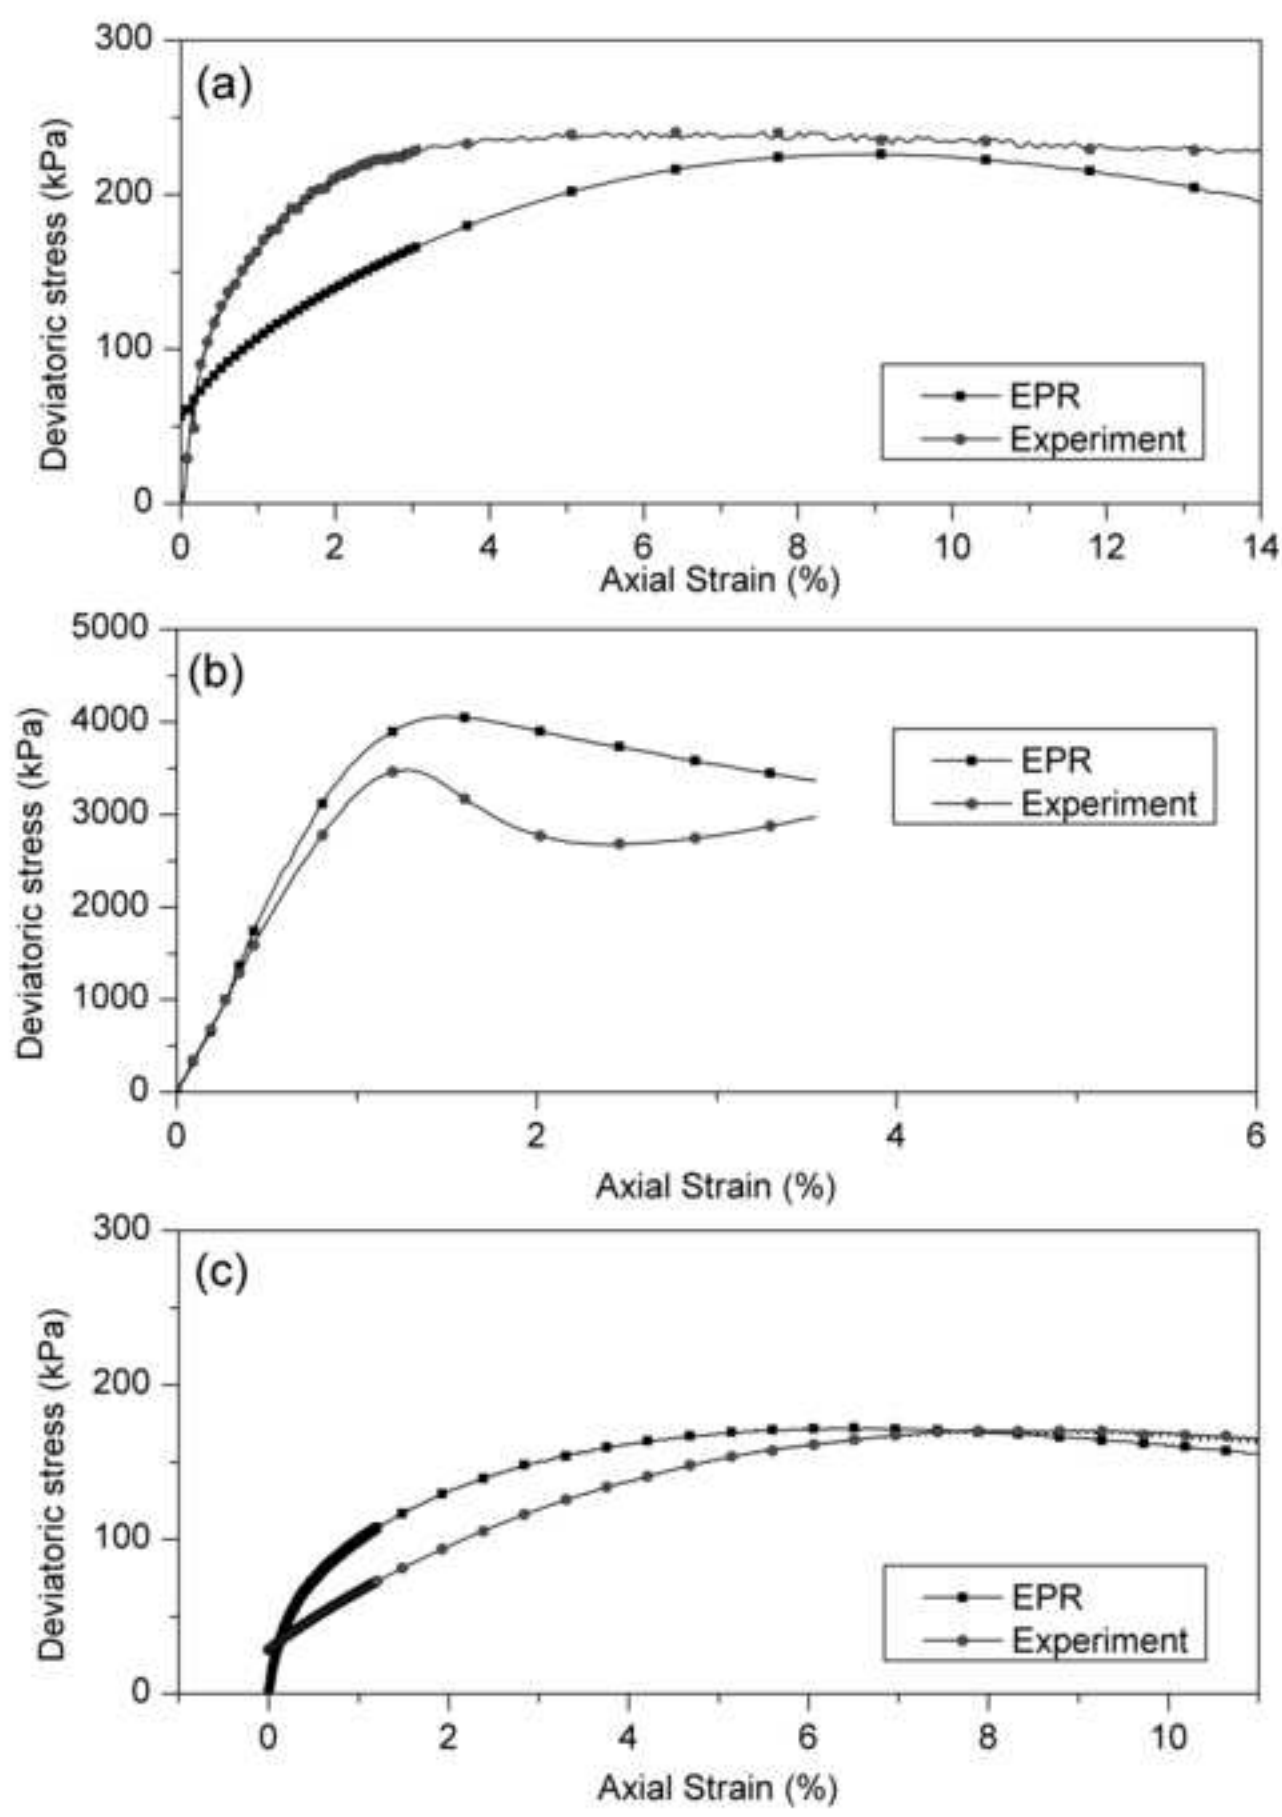 300
(a)
200
100
0
Deviatoric stress (kPa)
EPR
Experiment
0 2 4 6 8 10 12 14
Axial Strain (%)
5000
(b)
4000
3000
2000
1000
0
Deviatoric stress (kPa)
EPR
Experiment
0 2 4 6
Axial Strain (%)
300
(c)
200
100
0
Deviatoric stress (kPa)
EPR
Experiment
0 2 4 6 8 10
Axial Strain (%)